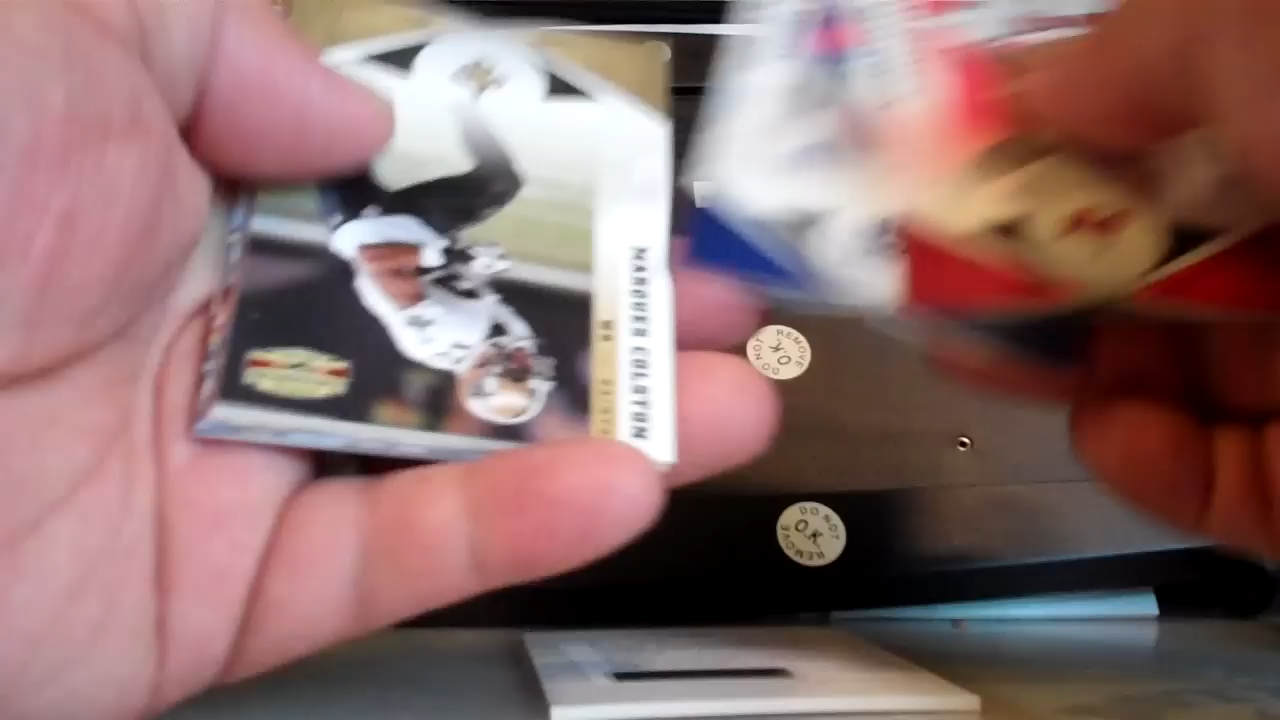 MARQUES COLSTON
WR
DO NOT
REMOVE
O.K.
DO NOT
REMOVE
O.K.